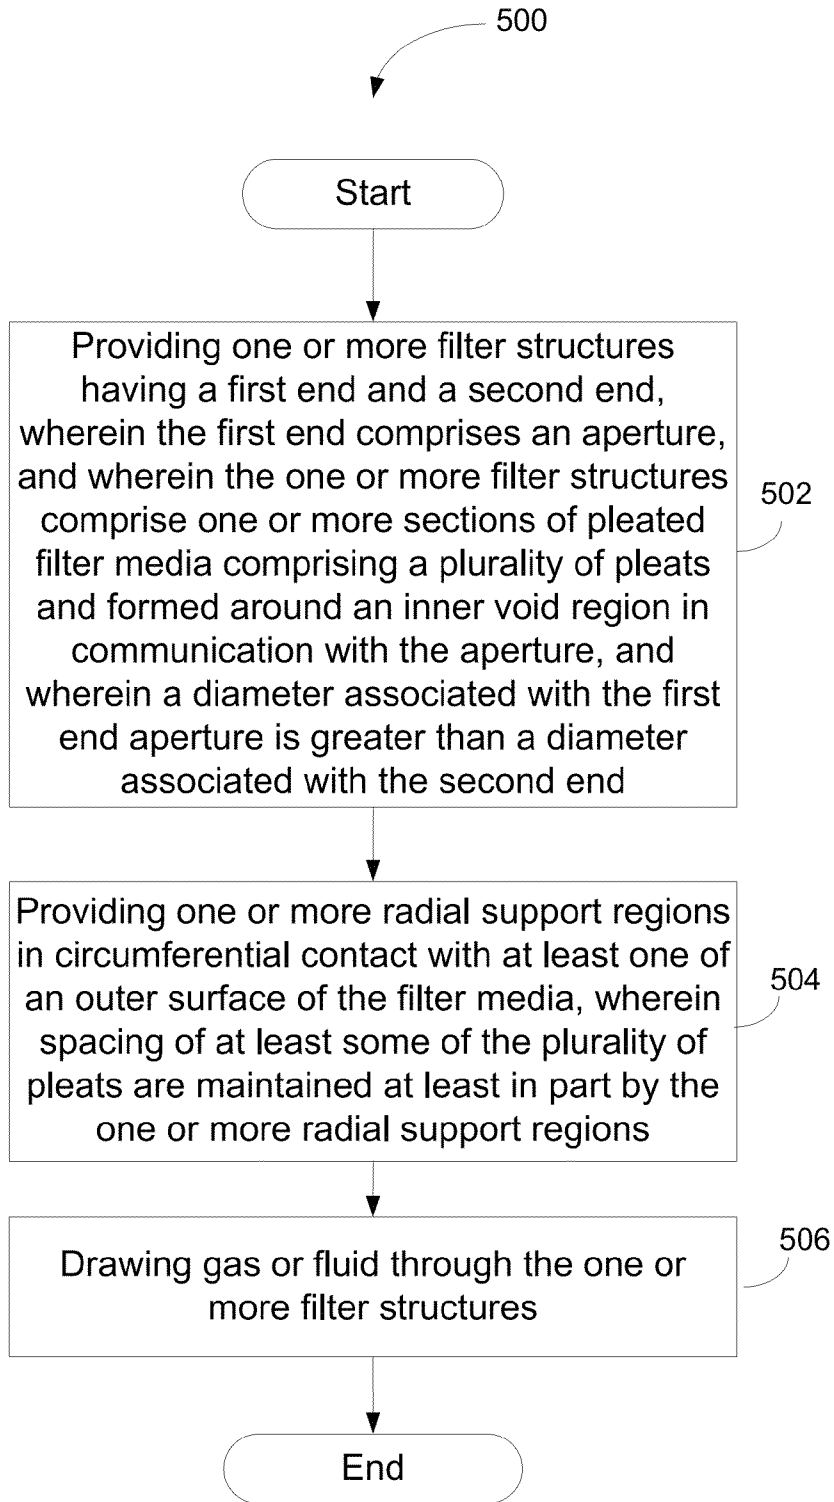 500
Start
Providing one or more filter structures
having a first end and a second end,
wherein the first end comprises an aperture,
and wherein the one or more filter structures
comprise one or more sections of pleated
filter media comprising a plurality of pleats
and formed around an inner void region in
communication with the aperture, and
wherein a diameter associated with the first
end aperture is greater than a diameter
associated with the second end
502
Providing one or more radial support regions
in circumferential contact with at least one of
an outer surface of the filter media, wherein
spacing of at least some of the plurality of
pleats are maintained at least in part by the
one or more radial support regions
504
Drawing gas or fluid through the one or
more filter structures
506
End